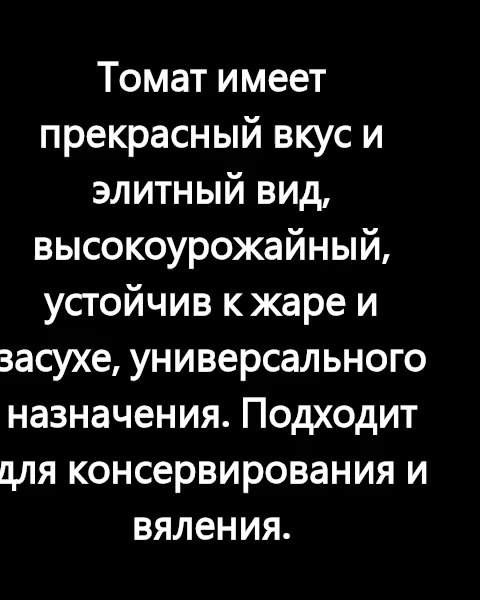 Томат имеет
прекрасный вкус и
элитный вид,
высокоурожайный,
устойчив к жаре и
засухе, универсального
назначения. Подходит
для консервирования и
вяления.